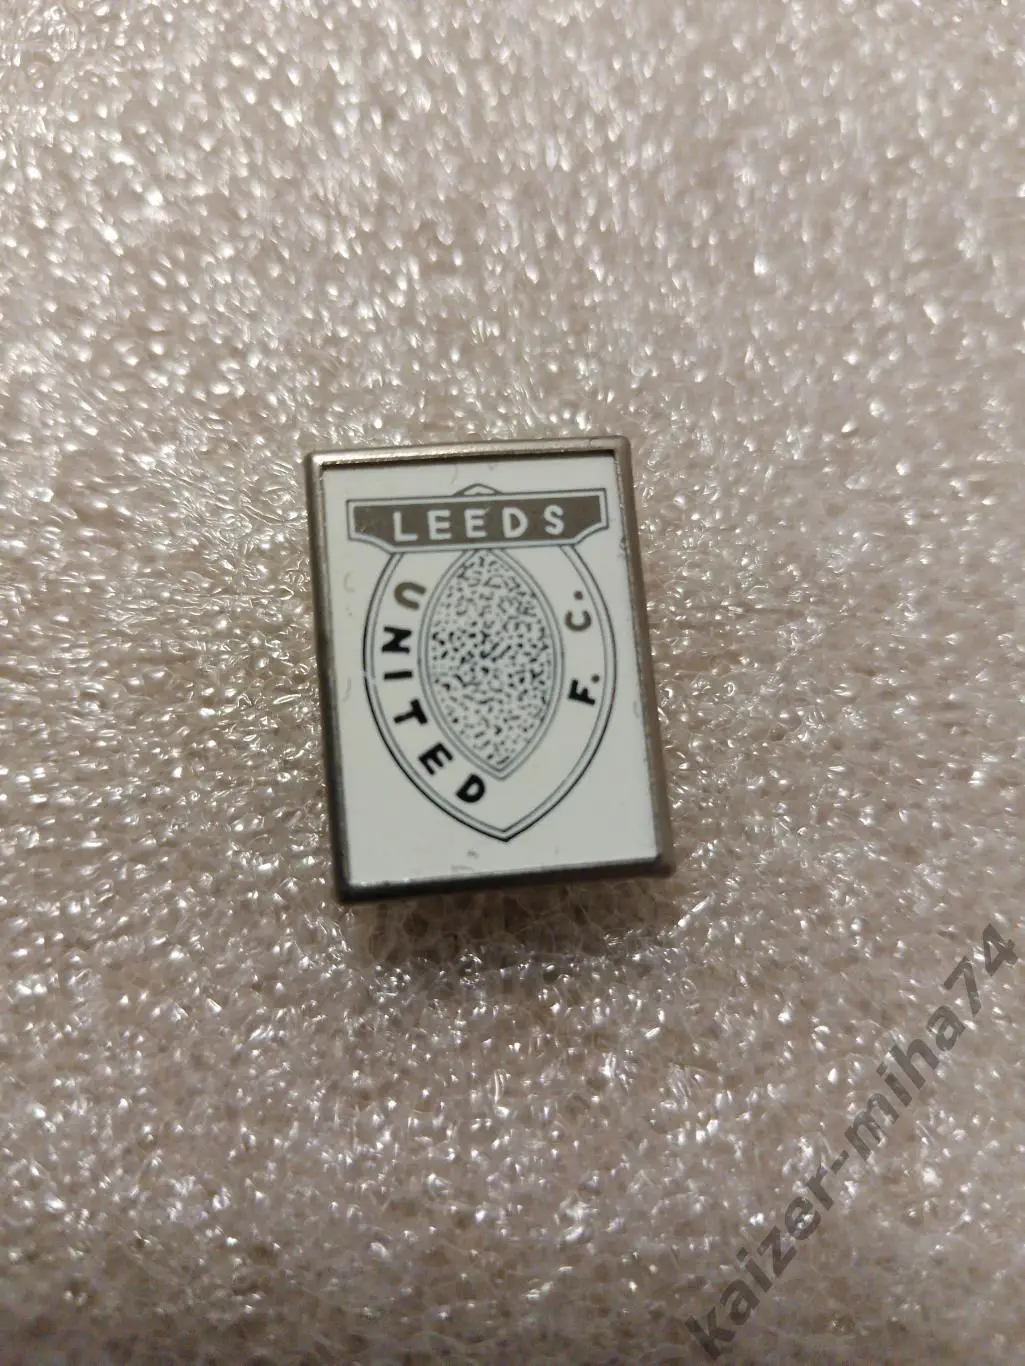 LEEDS
UNITED F.C.
kaizer-miha74